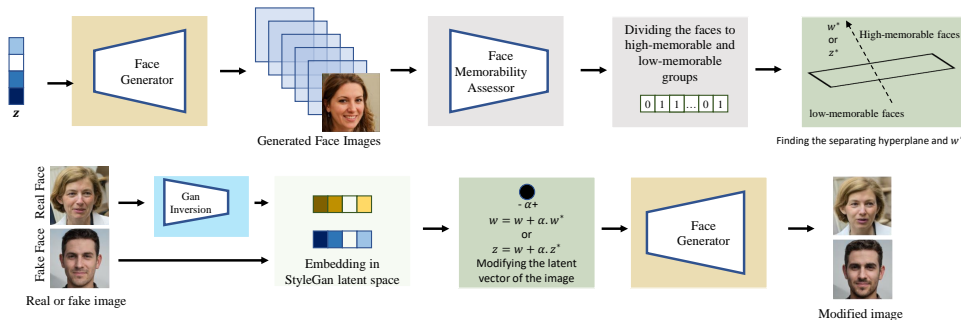 z
Face
Generator
Generated Face Images
Face
Memorability
Assessor
Dividing the faces to
high-memorable and
low-memorable
groups
0 1 1 ... 0 1
w*
or
z*
High-memorable faces
low-memorable faces
Finding the separating hyperplane and w*
Real Face
Fake Face
Real or fake image
Gan
Inversion
Embedding in
StyleGan latent space
- α+
w = w + α. w*
or
z = w + α. z*
Modifying the latent
vector of the image
Face
Generator
Modified image